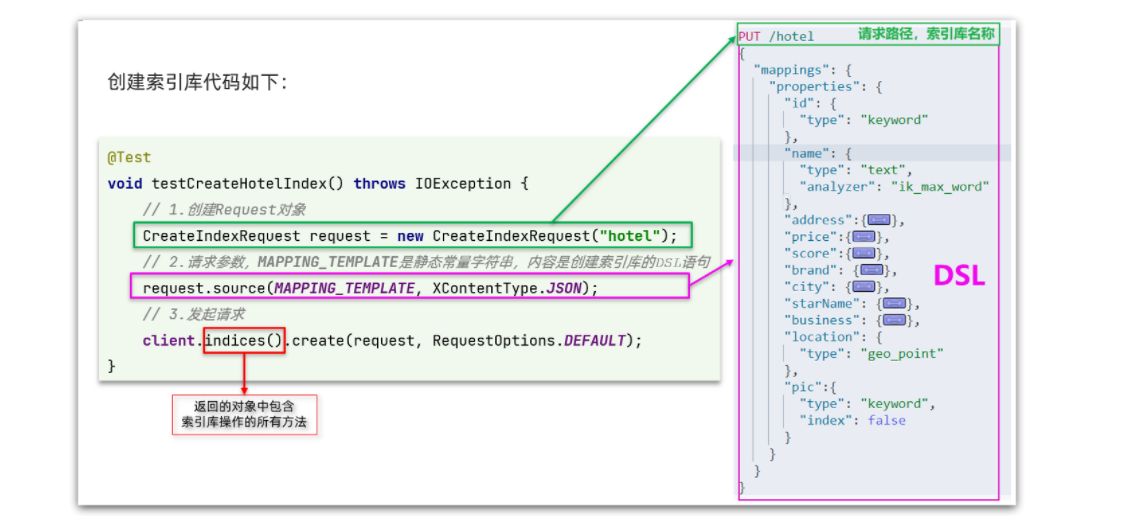 创建索引库代码如下：
@Test
void testCreateHotelIndex() throws IOException {
// 1.创建Request对象
CreateIndexRequest request = new CreateIndexRequest("hotel");
// 2.请求参数，MAPPING_TEMPLATE是静态常量字符串，内容是创建索引库的DSL语句
request.source(MAPPING_TEMPLATE, XContentType.JSON);
// 3.发起请求
client.indices().create(request, RequestOptions.DEFAULT);
}
返回的对象中包含
索引库操作的所有方法
PUT /hotel 请求路径，索引库名称
{
"mappings": {
"properties": {
"id": {
"type": "keyword"
},
"name": {
"type": "text",
"analyzer": "ik_max_word"
},
"address":{},
"price":{},
"score":{},
"brand": {},
"city": {},
"starName": {},
"business": {},
"location": {
"type": "geo_point"
},
"pic":{
"type": "keyword",
"index": false
}
}
}
}
DSL